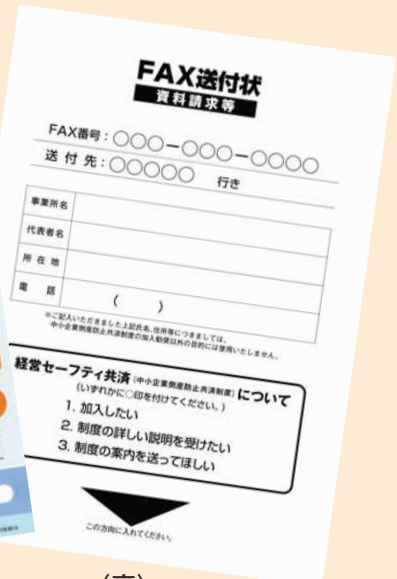 FAX送付状
資料請求等
FAX番号：○○○－○○○－○○○○
送付先：○○○○○ 行き
事業所名
代表者名
所在地
電話 （ ）
※ご記入いただきました上記氏名、住所等につきましては、
中小企業倒産防止共済制度の加入勧奨以外の目的には使用いたしません。
経営セーフティ共済（中小企業倒産防止共済制度）について
（いずれかに○印を付けてください。）
1. 加入したい
2. 制度の詳しい説明を受けたい
3. 制度の案内を送ってほしい
この方向に入れてください。